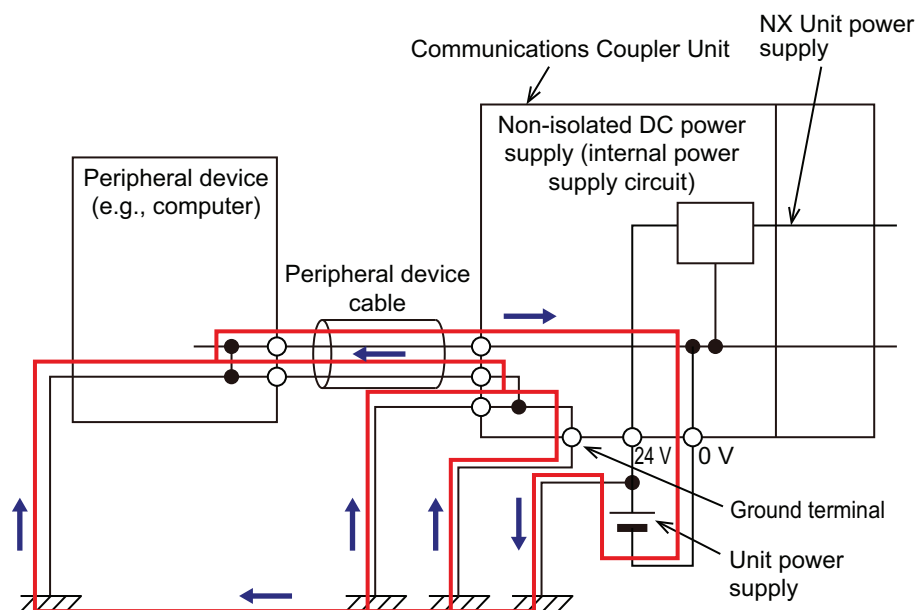 NX Unit power
supply
Communications Coupler Unit
Non-isolated DC power
supply (internal power
supply circuit)
Peripheral device
(e.g., computer)
Peripheral device
cable
24 V
0 V
Ground terminal
Unit power
supply